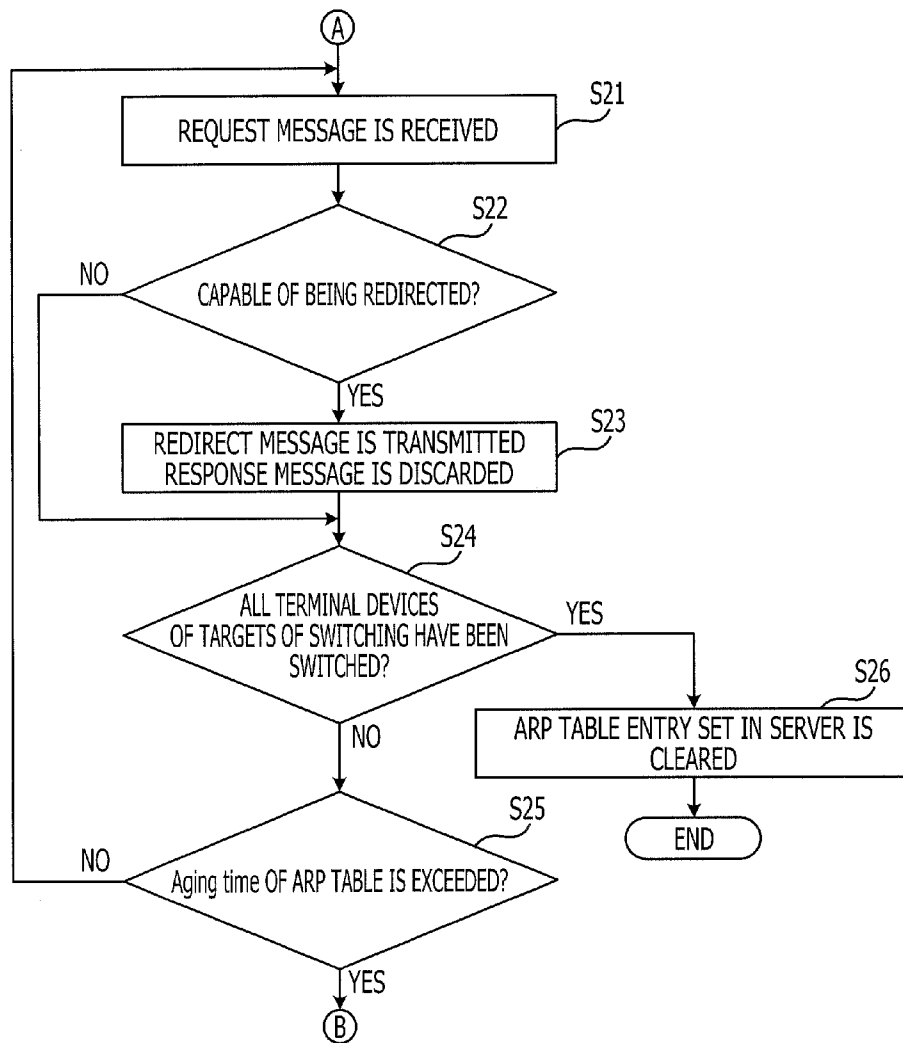 A
S21
REQUEST MESSAGE IS RECEIVED
S22
NO
CAPABLE OF BEING REDIRECTED?
YES
S23
REDIRECT MESSAGE IS TRANSMITTED
RESPONSE MESSAGE IS DISCARDED
S24
ALL TERMINAL DEVICES
OF TARGETS OF SWITCHING HAVE BEEN
SWITCHED?
YES
S26
NO
ARP TABLE ENTRY SET IN SERVER IS
CLEARED
S25
END
NO
Aging time OF ARP TABLE IS EXCEEDED?
YES
B